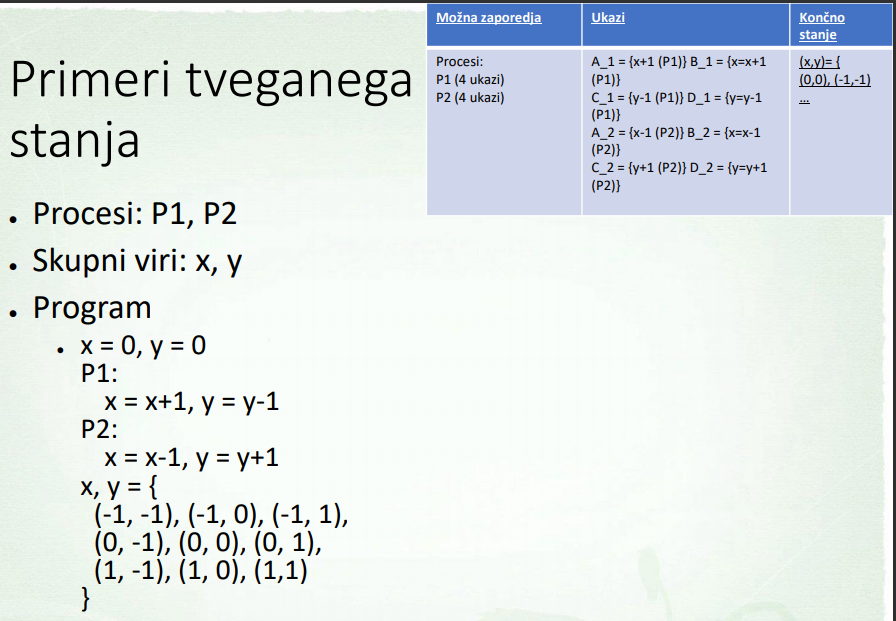 Primeri tveganega
stanja
Možna zaporedja
Ukazi
Končno
stanje
Procesi:
P1 (4 ukazi)
P2 (4 ukazi)
A_1 = {x+1 (P1)} B_1 = {x=x+1
(P1)}
C_1 = {y-1 (P1)} D_1 = {y=y-1
(P1)}
A_2 = {x-1 (P2)} B_2 = {x=x-1
(P2)}
C_2 = {y+1 (P2)} D_2 = {y=y+1
(P2)}
(x,y)= {
(0,0), (-1,-1)
...
• Procesi: P1, P2
• Skupni viri: x, y
• Program
• x = 0, y = 0
P1:
x = x+1, y = y-1
P2:
x = x-1, y = y+1
x, y = {
(-1, -1), (-1, 0), (-1, 1),
(0, -1), (0, 0), (0, 1),
(1, -1), (1, 0), (1,1)
}